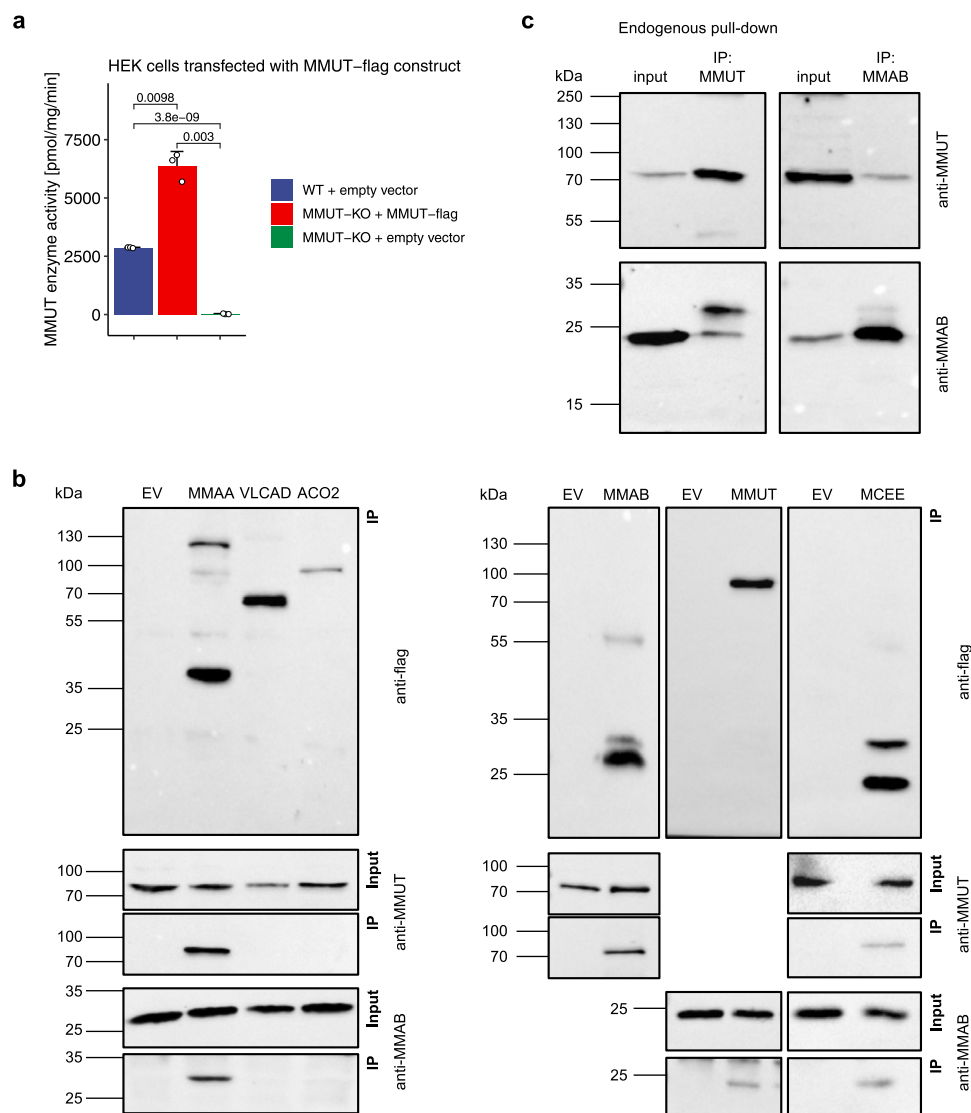 a
HEK cells transfected with MMUT−flag construct
MMUT enzyme activity [pmol/mg/min]
7500
5000
2500
0
0.0098
3.8e−09
0.003
WT + empty vector
MMUT−KO + MMUT−flag
MMUT−KO + empty vector
c
Endogenous pull-down
kDa
input
IP:
MMUT
input
IP:
MMAB
250
130
100
70
55
anti-MMUT
35
25
15
anti-MMAB
b
kDa
EV MMAA VLCAD ACO2
IP
130
100
70
55
35
25
anti-flag
100
70
Input
100
70
IP
anti-MMUT
35
25
Input
35
25
IP
anti-MMAB
kDa
EV MMAB EV MMUT EV MCEE
IP
130
100
70
55
35
25
anti-flag
100
70
Input
100
70
IP
anti-MMUT
25
Input
25
IP
anti-MMAB